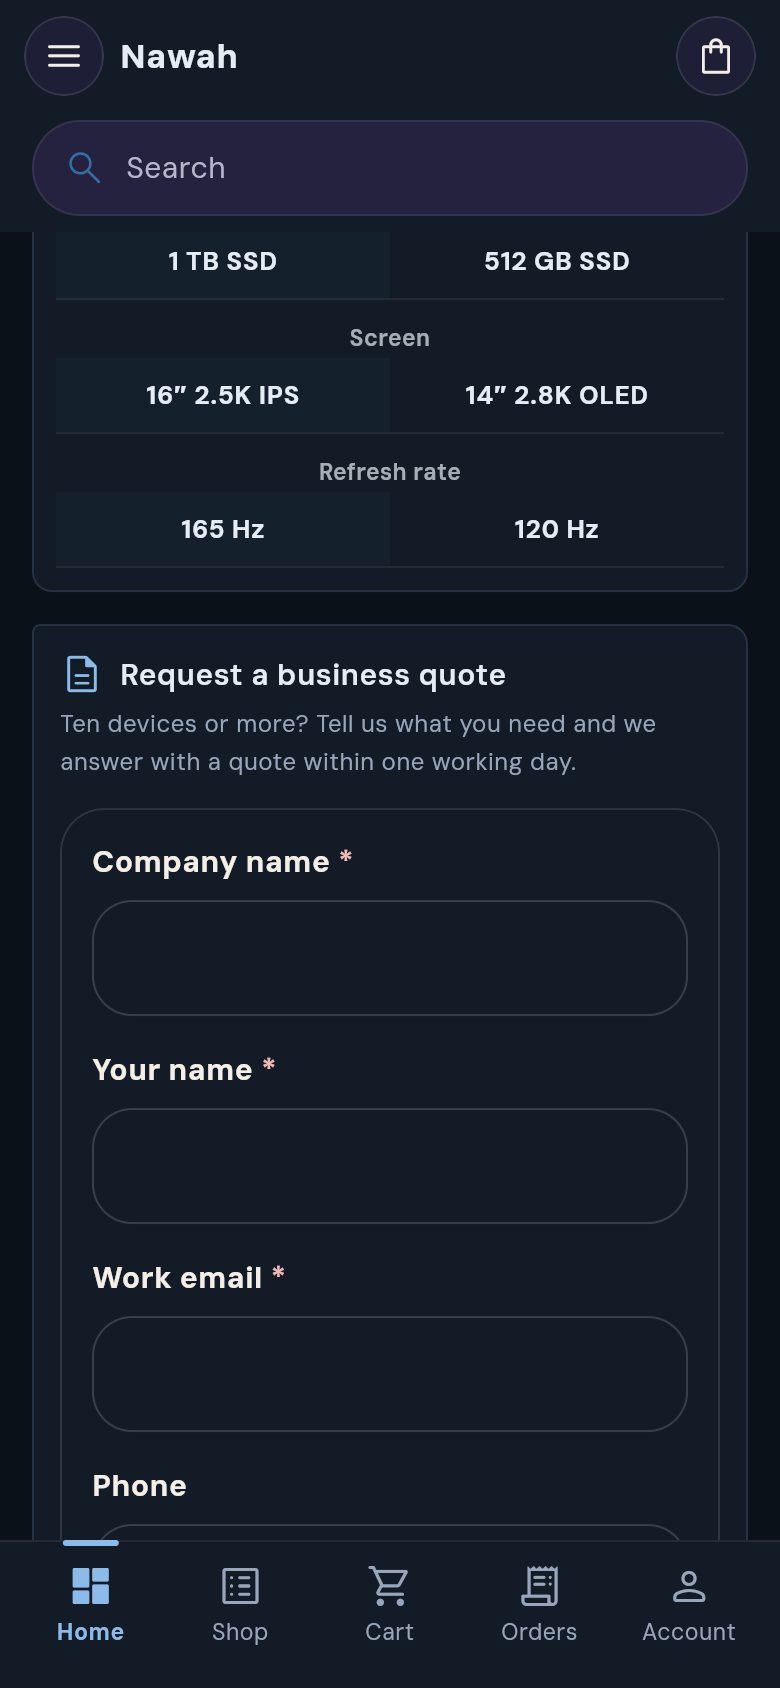 Nawah
Search
1 TB SSD 512 GB SSD
Screen
16″ 2.5K IPS 14″ 2.8K OLED
Refresh rate
165 Hz 120 Hz
Request a business quote
Ten devices or more? Tell us what you need and we
answer with a quote within one working day.
Company name *
Your name *
Work email *
Phone
Home Shop Cart Orders Account